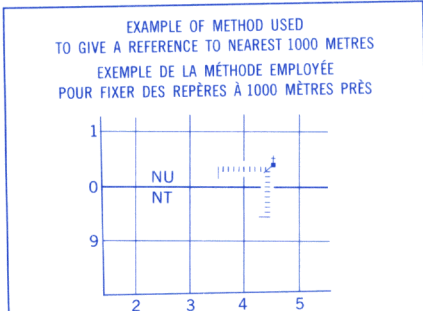 EXAMPLE OF METHOD USED
TO GIVE A REFERENCE TO NEAREST 1000 METRES
EXEMPLE DE LA MÉTHODE EMPLOYÉE
POUR FIXER DES REPÈRES À 1000 MÈTRES PRÈS
1
NU
0
NT
9
2 3 4 5